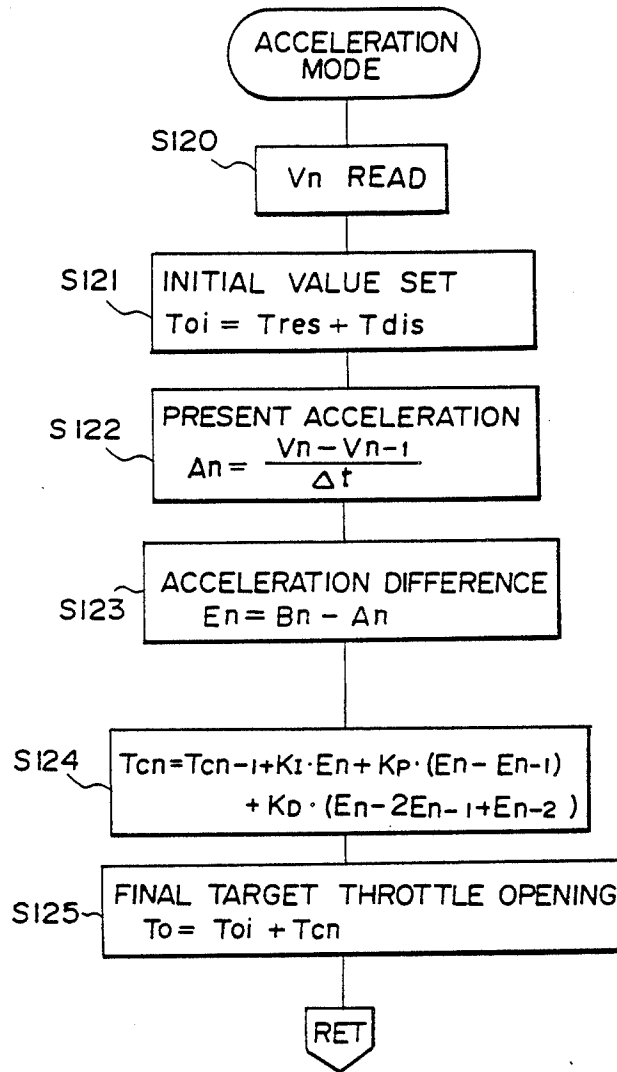 ACCELERATION
MODE
S120
Vn READ
S121
INITIAL VALUE SET
Toi = Tres + Tdis
S122
PRESENT ACCELERATION
An = Vn - Vn-1
Δt
S123
ACCELERATION DIFFERENCE
En = Bn - An
S124
Tcn = Tcn-1 + KI · En + KP · (En - En-1)
+ KD · (En - 2En-1 + En-2)
S125
FINAL TARGET THROTTLE OPENING
To = Toi + Tcn
RET